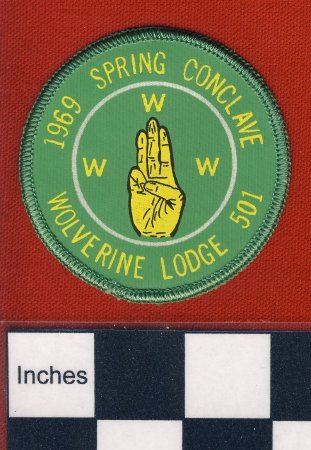 1969 SPRING CONCLAVE
W
W W
WOLVERINE LODGE 501
Inches